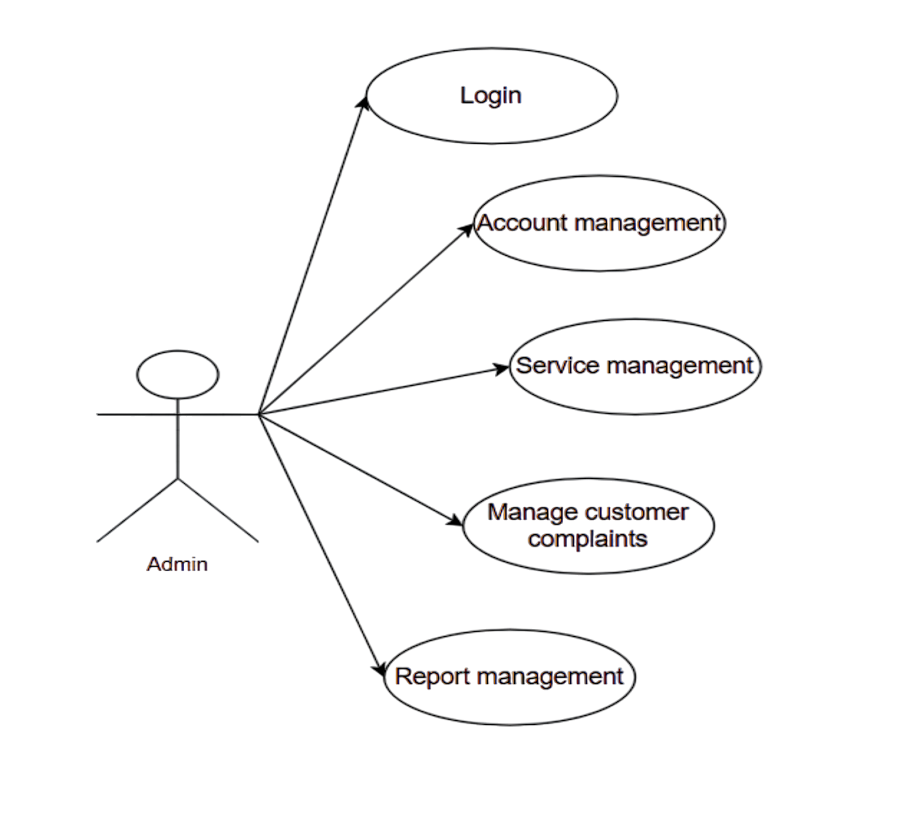 Login
Account management
Service management
Manage customer
complaints
Admin
Report management